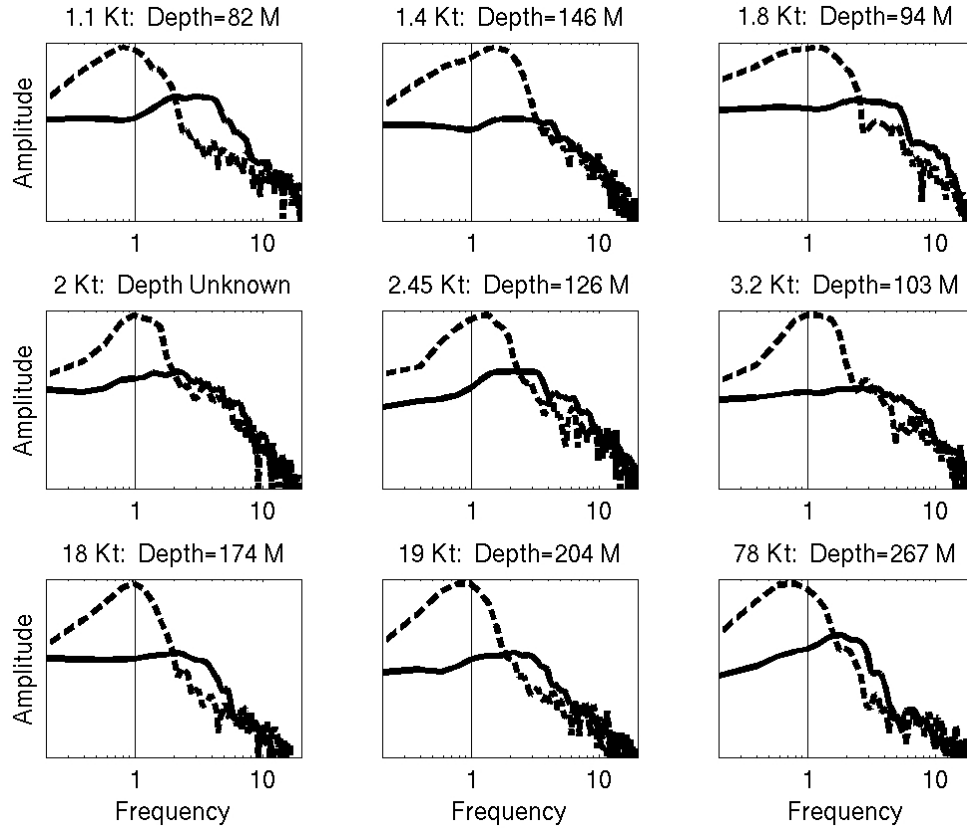 1.1 Kt: Depth=82 M
1.4 Kt: Depth=146 M
1.8 Kt: Depth=94 M
Amplitude
1 10
1 10
1 10
2 Kt: Depth Unknown
2.45 Kt: Depth=126 M
3.2 Kt: Depth=103 M
Amplitude
1 10
1 10
1 10
18 Kt: Depth=174 M
19 Kt: Depth=204 M
78 Kt: Depth=267 M
Amplitude
1 10
1 10
1 10
Frequency
Frequency
Frequency